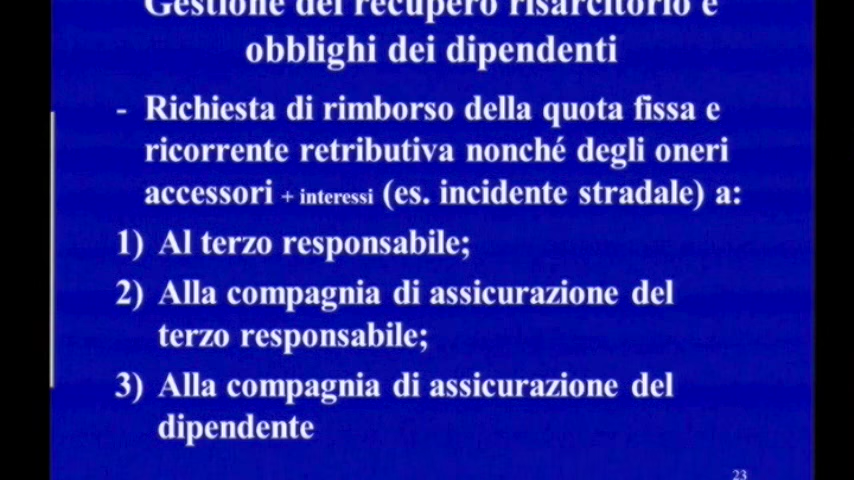 Gestione del recupero risarcitorio e
obblighi dei dipendenti
- Richiesta di rimborso della quota fissa e
ricorrente retributiva nonché degli oneri
accessori + interessi (es. incidente stradale) a:
1) Al terzo responsabile;
2) Alla compagnia di assicurazione del
terzo responsabile;
3) Alla compagnia di assicurazione del
dipendente
23